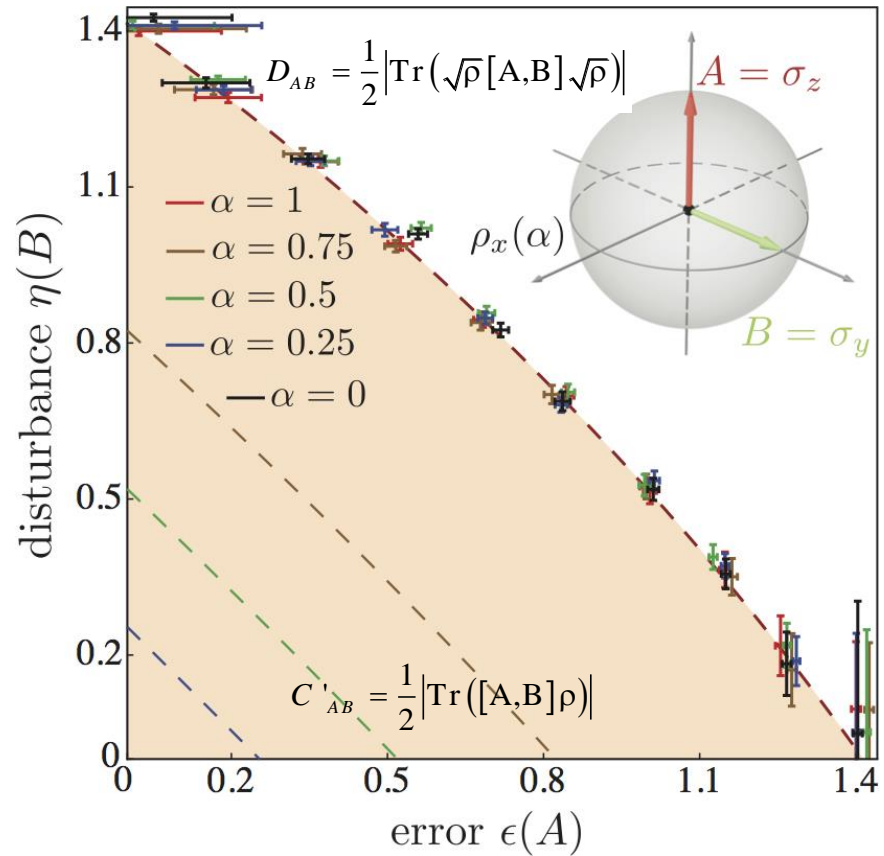 1.4
1.1
0.8
0.5
0.2
0
disturbance η(B)
D_{AB} = 1/2|Tr(√ρ[A,B]√ρ)|
A = σ_z
ρ_x(α)
B = σ_y
α = 1
α = 0.75
α = 0.5
α = 0.25
α = 0
C'_{AB} = 1/2|Tr([A,B]ρ)|
0 0.2 0.5 0.8 1.1 1.4
error ϵ(A)